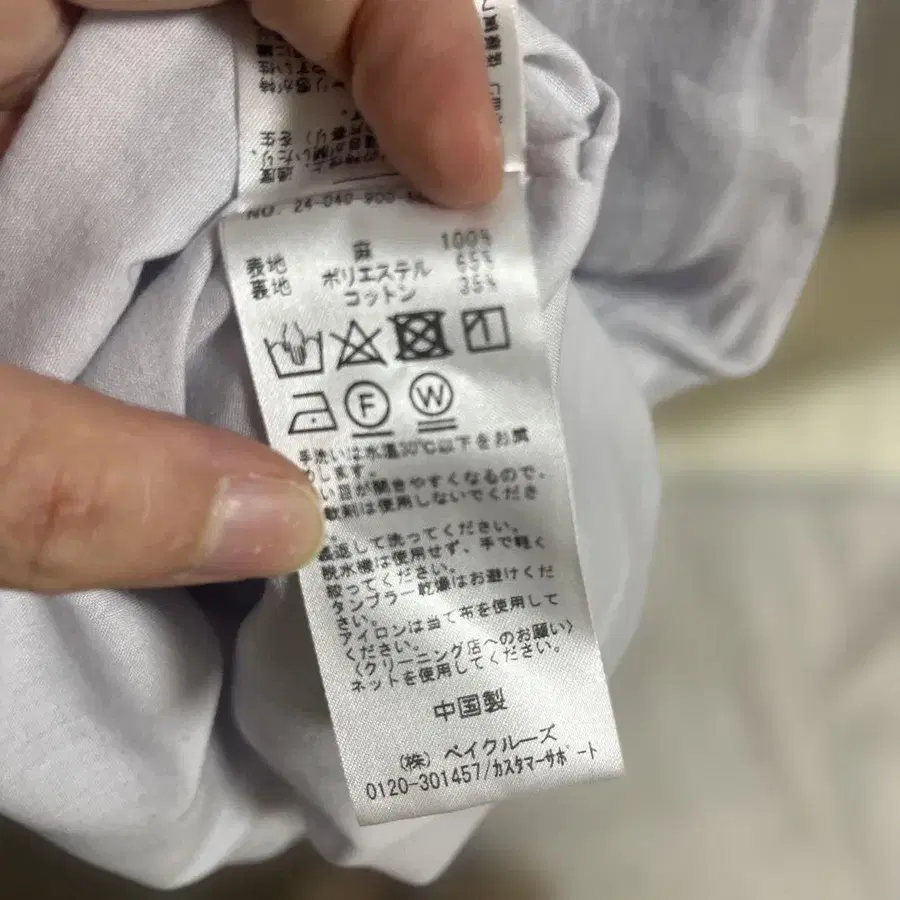 NO. 24-040-900-
表地 麻 100%
裏地 ポリエステル 65%
コットン 35%
F W
手洗いは水温30℃以下をお奨
めします。
い目が開きやすくなるので、
軟剤は使用しないでくださ
裏返して洗ってください。
脱水機は使用せず、手で軽く
絞ってください。
タンブラー乾燥はお避けくだ
さい。
アイロンは当て布を使用して
ください。
〈クリーニング店へのお願い〉
ネットを使用してください。
中国製
(株) ベイクルーズ
0120-301457/カスタマーサポート